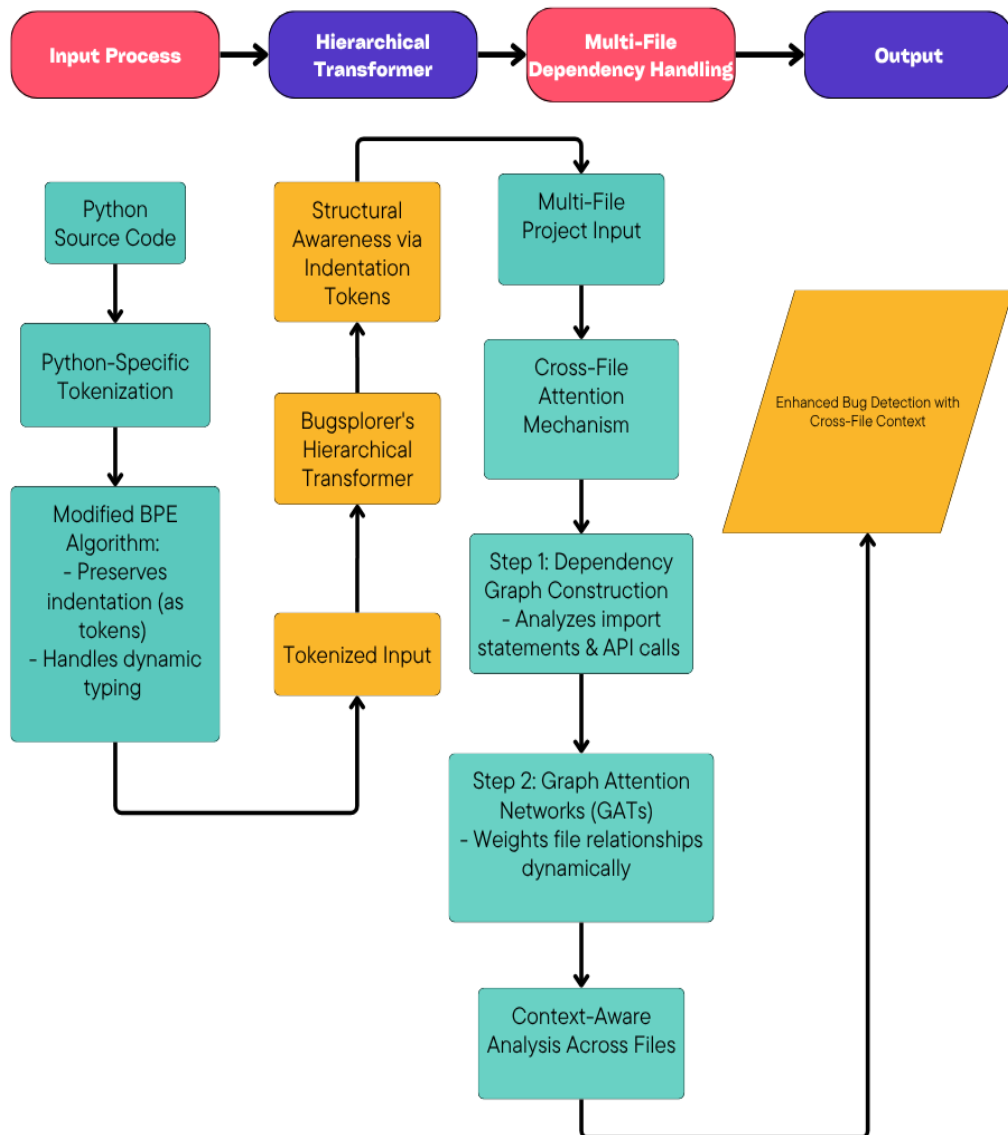 Input Process
Hierarchical
Transformer
Multi-File
Dependency Handling
Output
Python
Source Code
Python-Specific
Tokenization
Modified BPE
Algorithm:
- Preserves
indentation (as
tokens)
- Handles dynamic
typing
Structural
Awareness via
Indentation
Tokens
Bugsplorer's
Hierarchical
Transformer
Tokenized Input
Multi-File
Project Input
Cross-File
Attention
Mechanism
Step 1: Dependency
Graph Construction
- Analyzes import
statements & API calls
Step 2: Graph Attention
Networks (GATs)
- Weights file relationships
dynamically
Context-Aware
Analysis Across Files
Enhanced Bug Detection with
Cross-File Context